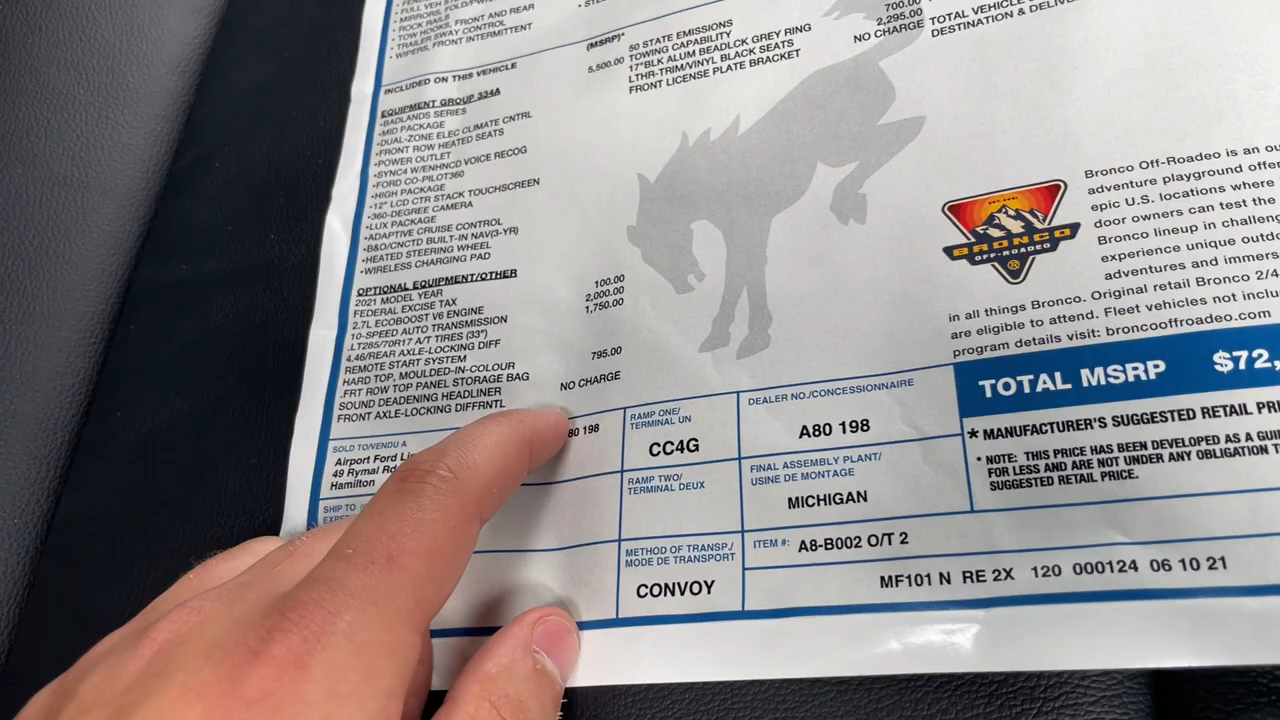 • FULL VEH
• MIRRORS, FOLD/PWR
• ROCK RAILS
• TOW HOOKS, FRONT AND REAR
• TRAILER SWAY CONTROL
• WIPERS, FRONT INTERMITTENT
INCLUDED ON THIS VEHICLE
(MSRP)*
EQUIPMENT GROUP 334A
5,500.00
•BADLANDS SERIES
•MID PACKAGE
•DUAL-ZONE ELEC CLIMATE CNTRL
•FRONT ROW HEATED SEATS
•POWER OUTLET
•SYNC4 W/ENHNCD VOICE RECOG
•FORD CO-PILOT360
•HIGH PACKAGE
•12" LCD CTR STACK TOUCHSCREEN
•360-DEGREE CAMERA
•LUX PACKAGE
•ADAPTIVE CRUISE CONTROL
•B&O/CNCTD BUILT-IN NAV(3-YR)
•HEATED STEERING WHEEL
•WIRELESS CHARGING PAD
OPTIONAL EQUIPMENT/OTHER
2021 MODEL YEAR
FEDERAL EXCISE TAX 100.00
2.7L ECOBOOST V6 ENGINE 2,000.00
10-SPEED AUTO TRANSMISSION 1,750.00
.LT285/70R17 A/T TIRES (33")
4.46/REAR AXLE-LOCKING DIFF
REMOTE START SYSTEM
HARD TOP, MOULDED-IN-COLOUR 795.00
.FRT ROW TOP PANEL STORAGE BAG
SOUND DEADENING HEADLINER NO CHARGE
FRONT AXLE-LOCKING DIFFRNTL
50 STATE EMISSIONS
TOWING CAPABILITY 700.00
17"BLK ALUM BEADLCK GREY RING 2,295.00
LTHR-TRIM/VINYL BLACK SEATS
FRONT LICENSE PLATE BRACKET NO CHARGE
TOTAL VEHICLE
DESTINATION &
BRONCO
OFF-ROADEO
Bronco Off-Roadeo is an
adventure playground
epic U.S. locations where
door owners can test the
Bronco lineup in
experience unique
adventures and
in all things Bronco. Original retail Bronco 2/4
are eligible to attend. Fleet vehicles not
program details visit: broncooffroadeo.com
TOTAL MSRP $72,
* MANUFACTURER'S SUGGESTED RETAIL
* NOTE: THIS PRICE HAS BEEN DEVELOPED AS A
FOR LESS AND ARE NOT UNDER ANY OBLIGATION
SUGGESTED RETAIL PRICE.
SOLD TO/VENDU A
Airport Ford
49 Rymal
Hamilton
80 198
SHIP TO
RAMP ONE/
TERMINAL UN
CC4G
DEALER NO./CONCESSIONNAIRE
A80 198
RAMP TWO/
TERMINAL DEUX
FINAL ASSEMBLY PLANT/
USINE DE MONTAGE
MICHIGAN
METHOD OF TRANSP./
MODE DE TRANSPORT
CONVOY
ITEM #: A8-B002 O/T 2
MF101 N RE 2X 120 000124 06 10 21